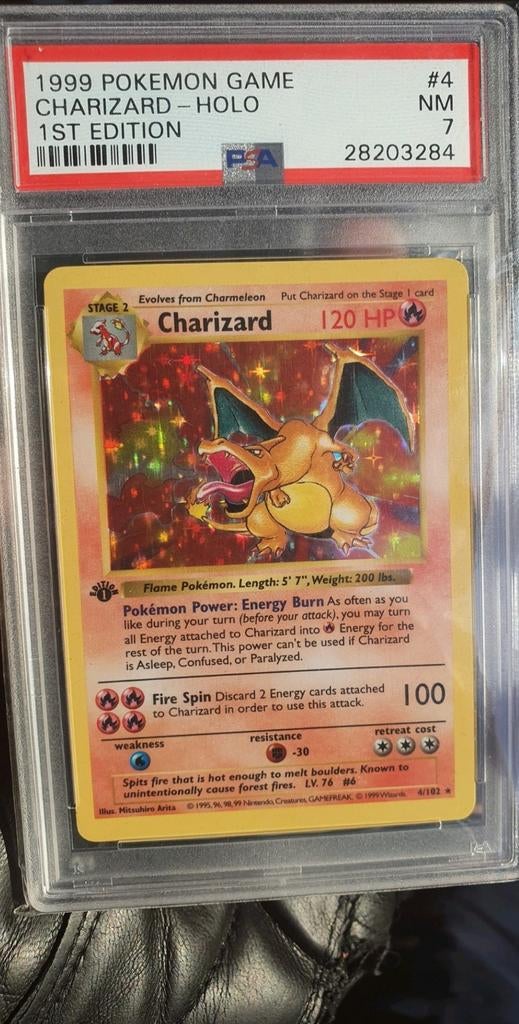 1999 POKEMON GAME #4
CHARIZARD - HOLO NM
1ST EDITION 7
PSA 28203284
STAGE 2 Evolves from Charmeleon Put Charizard on the Stage 1 card
Charizard 120 HP
EDITION
1
Flame Pokémon. Length: 5' 7", Weight: 200 lbs.
Pokémon Power: Energy Burn As often as you
like during your turn (before your attack), you may turn
all Energy attached to Charizard into Energy for the
rest of the turn. This power can't be used if Charizard
is Asleep, Confused, or Paralyzed.
Fire Spin Discard 2 Energy cards attached
to Charizard in order to use this attack. 100
weakness resistance retreat cost
-30
Spits fire that is hot enough to melt boulders. Known to
unintentionally cause forest fires. LV. 76 #6
Illus. Mitsuhiro Arita © 1995, 96, 98, 99 Nintendo, Creatures, GAMEFREAK. © 1999 Wizards. 4/102 ★
PSA